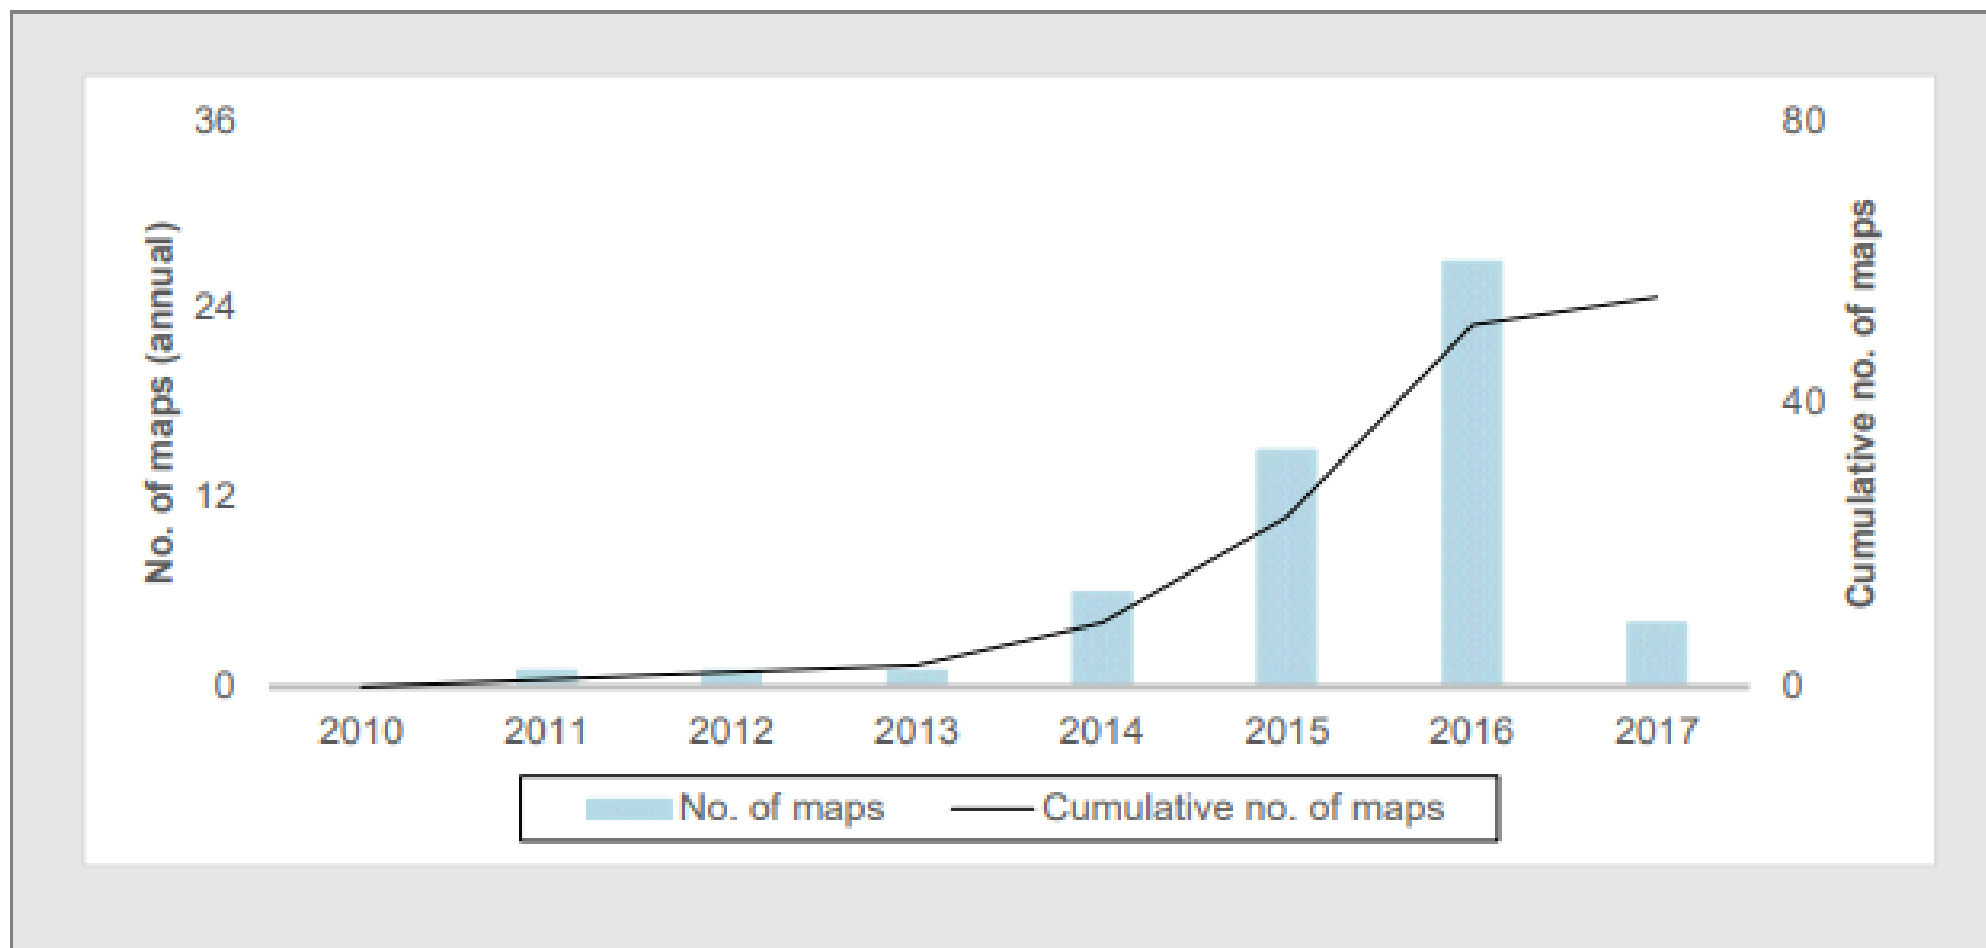 36
24
12
0
No. of maps (annual)
80
40
0
Cumulative no. of maps
2010 2011 2012 2013 2014 2015 2016 2017
No. of maps Cumulative no. of maps